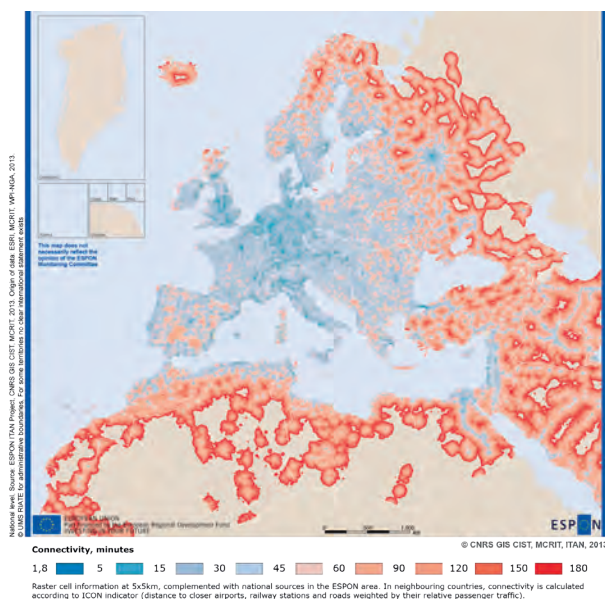 This map does not
necessarily reflect the
opinion of the ESPON
Monitoring Committee
National level. Source: ESPON ITAN Project, CNRS GIS CIST, MCRIT, 2013. Origin of data: ESRI, MCRIT, WPI-NGA, 2013.
© UMS RIATE for administrative boundaries. For some territories no clear international statement exists
EUROPEAN UNION
ESPON
© CNRS GIS CIST, MCRIT, ITAN, 2013
Connectivity, minutes
1,8 5 15 30 45 60 90 120 150 180
Raster cell information at 5x5km, complemented with national sources in the ESPON area. In neighbouring countries, connectivity is calculated
according to ICON indicator (distance to closer airports, railway stations and roads weighted by their relative passenger traffic).